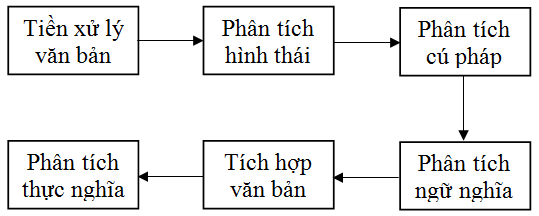 Tiền xử lý
văn bản
Phân tích
hình thái
Phân tích
cú pháp
Phân tích
ngữ nghĩa
Tích hợp
văn bản
Phân tích
thực nghĩa